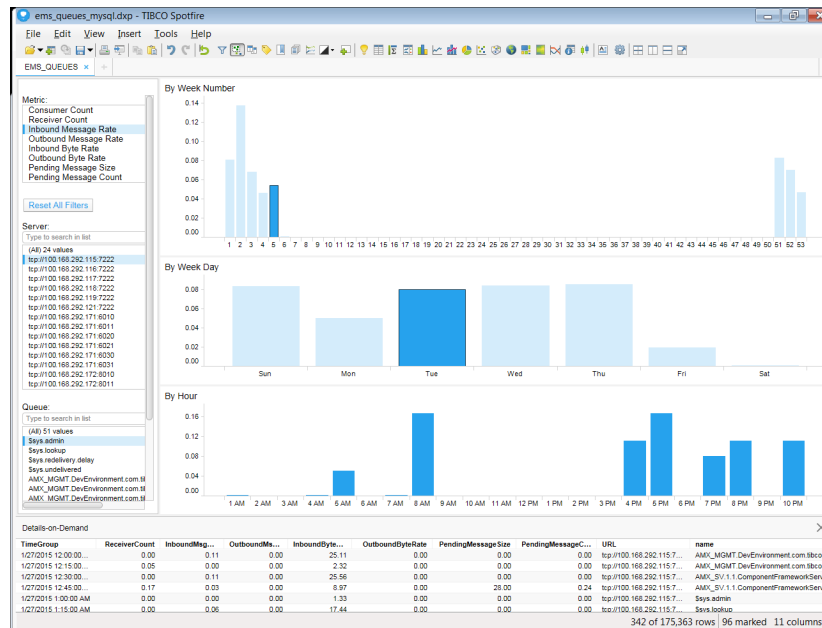 ems_queues_mysql.dxp - TIBCO Spotfire
File Edit View Insert Tools Help
EMS_QUEUES × +
Metric:
Consumer Count
Receiver Count
Inbound Message Rate
Outbound Message Rate
Inbound Byte Rate
Outbound Byte Rate
Pending Message Size
Pending Message Count
Reset All Filters
Server:
Type to search in list
(All) 24 values
tcp://100.168.292.115:7222
tcp://100.168.292.116:7222
tcp://100.168.292.117:7222
tcp://100.168.292.118:7222
tcp://100.168.292.119:7222
tcp://100.168.292.121:7222
tcp://100.168.292.171:6010
tcp://100.168.292.171:6011
tcp://100.168.292.171:6020
tcp://100.168.292.171:6021
tcp://100.168.292.171:6030
tcp://100.168.292.171:6031
tcp://100.168.292.172:8010
tcp://100.168.292.172:8011
Queue:
Type to search in list
(All) 51 values
$sys.admin
$sys.lookup
$sys.redelivery.delay
$sys.undelivered
AMX_MGMT.DevEnvironment.com.til
AMX_MGMT.DevEnvironment.com.til
AMX_MGMT.DevEnvironment.com.til
By Week Number
0.14
0.12
0.10
0.08
0.06
0.04
0.02
0.00
1 2 3 4 5 6 7 8 9 10 11 12 13 14 15 16 17 18 19 20 21 22 23 24 25 26 27 28 29 30 31 32 33 34 35 36 37 38 39 40 41 42 43 44 45 46 47 48 49 50 51 52 53
By Week Day
0.08
0.06
0.04
0.02
0.00
Sun Mon Tue Wed Thu Fri Sat
By Hour
0.16
0.12
0.08
0.04
0.00
1 AM 2 AM 3 AM 4 AM 5 AM 6 AM 7 AM 8 AM 9 AM 10 AM 11 AM 12 PM 1 PM 2 PM 3 PM 4 PM 5 PM 6 PM 7 PM 8 PM 9 PM 10 PM
Details-on-Demand
TimeGroup ReceiverCount InboundMsg... OutboundMs... InboundByte... OutboundByteRate PendingMessageSize PendingMessageC... URL name
1/27/2015 12:00:00... 0.00 0.11 0.00 25.11 0.00 0.00 0.00 tcp://100.168.292.115:7... AMX_MGMT.DevEnvironment.com.tibco
1/27/2015 12:15:00... 0.05 0.00 0.00 2.32 0.00 0.00 0.00 tcp://100.168.292.115:7... AMX_MGMT.DevEnvironment.com.tibco
1/27/2015 12:30:00... 0.00 0.11 0.00 25.56 0.00 0.00 0.00 tcp://100.168.292.115:7... AMX_SV.1.1.ComponentFrameworkServ
1/27/2015 12:45:00... 0.17 0.03 0.00 8.97 0.00 28.00 0.24 tcp://100.168.292.115:7... AMX_SV.1.1.ComponentFrameworkServ
1/27/2015 1:00:00 AM 0.00 0.00 0.00 1.33 0.00 0.00 0.00 tcp://100.168.292.115:7... $sys.admin
1/27/2015 1:15:00 AM 0.00 0.06 0.00 17.44 0.00 0.00 0.00 tcp://100.168.292.115:7... $sys.lookup
342 of 175,363 rows 96 marked 11 columns